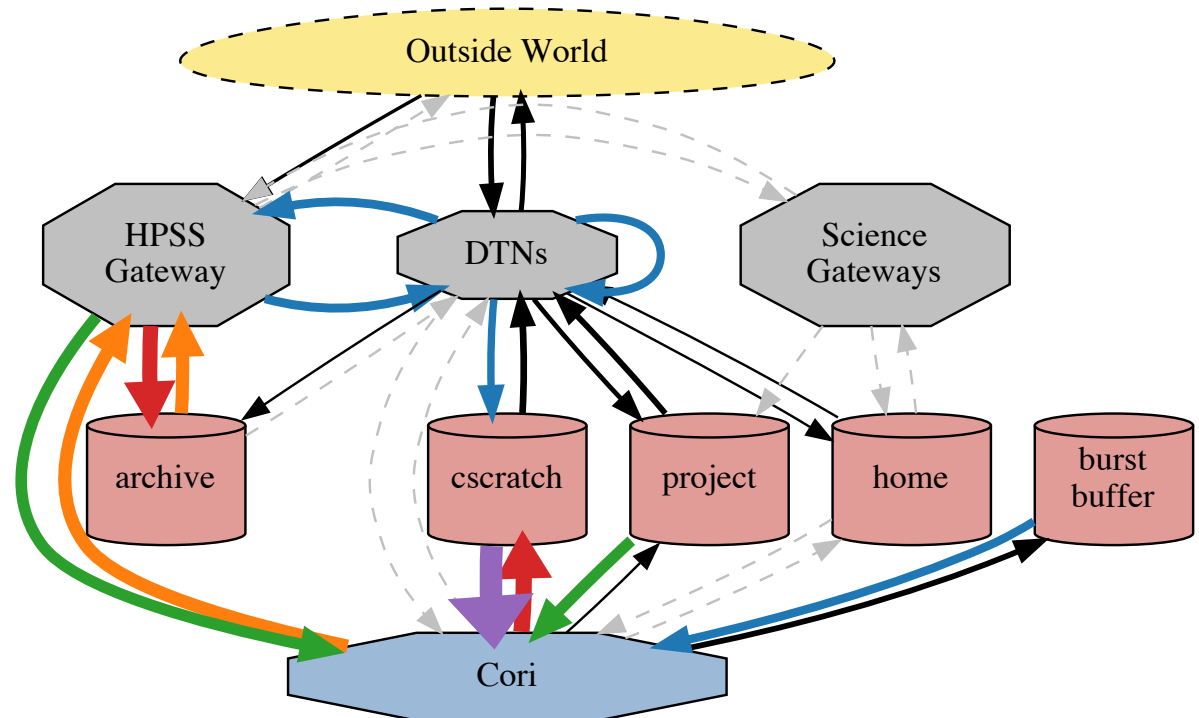 Outside World
HPSS
Gateway
DTNs
Science
Gateways
archive
cscratch
project
home
burst
buffer
Cori